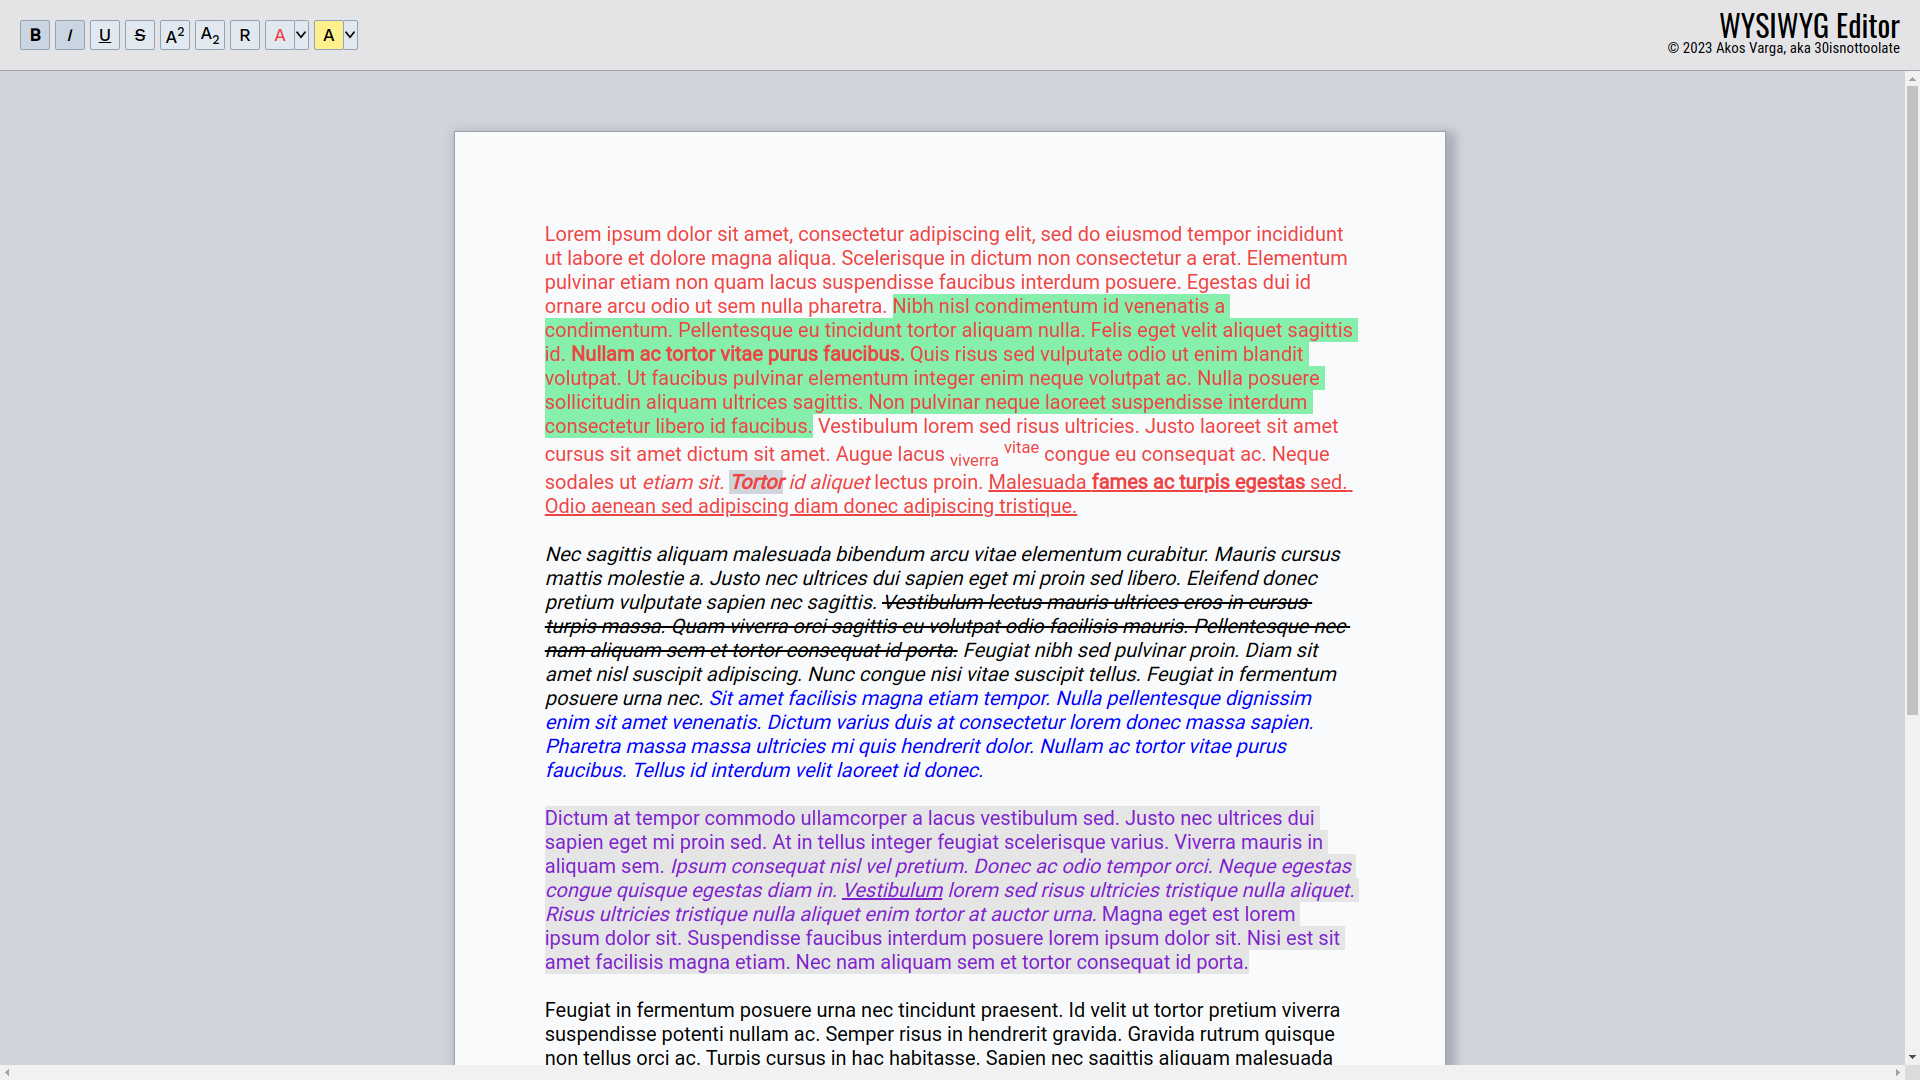 B I U S A2 A2 R A A
WYSIWYG Editor
© 2023 Akos Varga, aka 30isnottoolate
Lorem ipsum dolor sit amet, consectetur adipiscing elit, sed do eiusmod tempor incididunt
ut labore et dolore magna aliqua. Scelerisque in dictum non consectetur a erat. Elementum
pulvinar etiam non quam lacus suspendisse faucibus interdum posuere. Egestas dui id
ornare arcu odio ut sem nulla pharetra. Nibh nisl condimentum id venenatis a
condimentum. Pellentesque eu tincidunt tortor aliquam nulla. Felis eget velit aliquet sagittis
id. Nullam ac tortor vitae purus faucibus. Quis risus sed vulputate odio ut enim blandit
volutpat. Ut faucibus pulvinar elementum integer enim neque volutpat ac. Nulla posuere
sollicitudin aliquam ultrices sagittis. Non pulvinar neque laoreet suspendisse interdum
consectetur libero id faucibus. Vestibulum lorem sed risus ultricies. Justo laoreet sit amet
cursus sit amet dictum sit amet. Augue lacus viverra vitae congue eu consequat ac. Neque
sodales ut etiam sit. Tortor id aliquet lectus proin. Malesuada fames ac turpis egestas sed.
Odio aenean sed adipiscing diam donec adipiscing tristique.
Nec sagittis aliquam malesuada bibendum arcu vitae elementum curabitur. Mauris cursus
mattis molestie a. Justo nec ultrices dui sapien eget mi proin sed libero. Eleifend donec
pretium vulputate sapien nec sagittis. Vestibulum lectus mauris ultrices eros in cursus
turpis massa. Quam viverra orci sagittis eu volutpat odio facilisis mauris. Pellentesque nec
nam aliquam sem et tortor consequat id porta. Feugiat nibh sed pulvinar proin. Diam sit
amet nisl suscipit adipiscing. Nunc congue nisi vitae suscipit tellus. Feugiat in fermentum
posuere urna nec. Sit amet facilisis magna etiam tempor. Nulla pellentesque dignissim
enim sit amet venenatis. Dictum varius duis at consectetur lorem donec massa sapien.
Pharetra massa massa ultricies mi quis hendrerit dolor. Nullam ac tortor vitae purus
faucibus. Tellus id interdum velit laoreet id donec.
Dictum at tempor commodo ullamcorper a lacus vestibulum sed. Justo nec ultrices dui
sapien eget mi proin sed. At in tellus integer feugiat scelerisque varius. Viverra mauris in
aliquam sem. Ipsum consequat nisl vel pretium. Donec ac odio tempor orci. Neque egestas
congue quisque egestas diam in. Vestibulum lorem sed risus ultricies tristique nulla aliquet.
Risus ultricies tristique nulla aliquet enim tortor at auctor urna. Magna eget est lorem
ipsum dolor sit. Suspendisse faucibus interdum posuere lorem ipsum dolor sit. Nisi est sit
amet facilisis magna etiam. Nec nam aliquam sem et tortor consequat id porta.
Feugiat in fermentum posuere urna nec tincidunt praesent. Id velit ut tortor pretium viverra
suspendisse potenti nullam ac. Semper risus in hendrerit gravida. Gravida rutrum quisque
non tellus orci ac. Turpis cursus in hac habitasse. Sapien nec sagittis aliquam malesuada